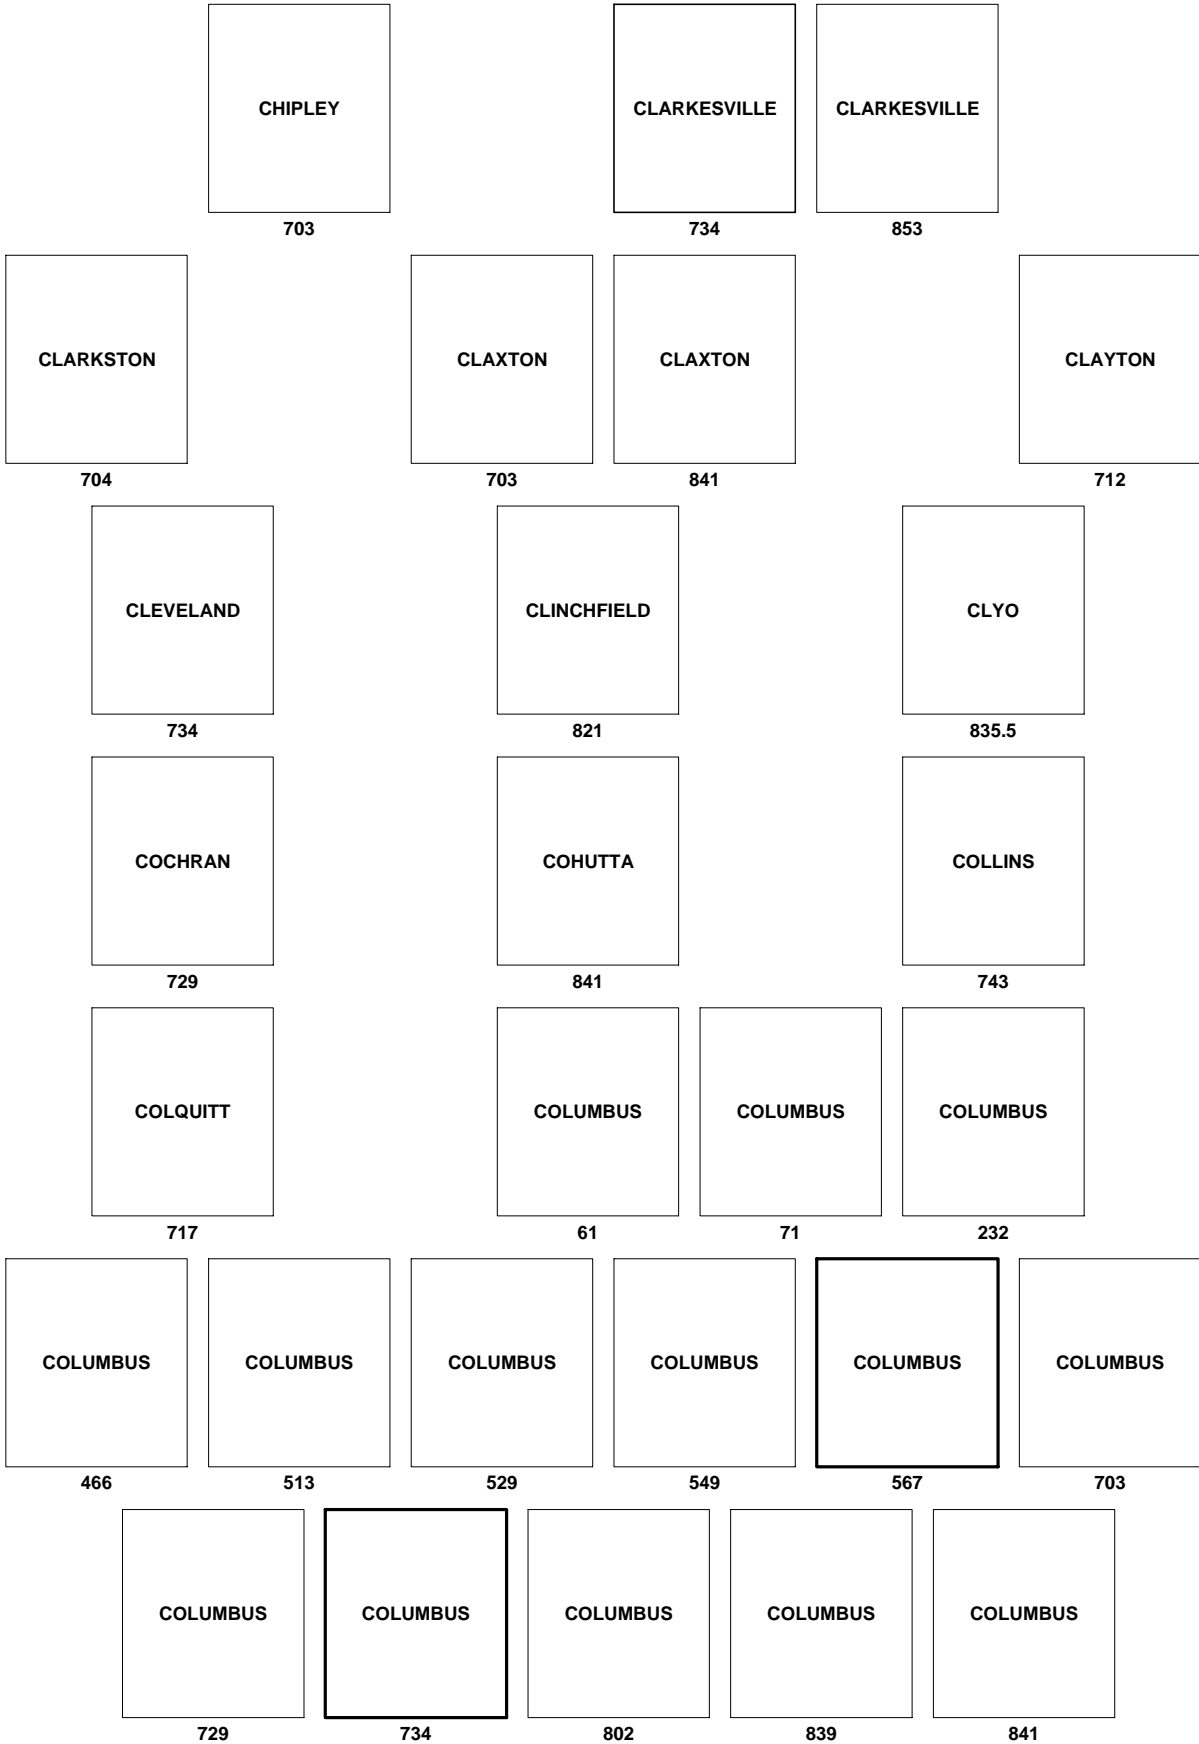 CHIPLEY CLARKESVILLE CLARKESVILLE
703 734 853
CLARKSTON CLAXTON CLAXTON CLAYTON
704 703 841 712
CLEVELAND CLINCHFIELD CLYO
734 821 835.5
COCHRAN COHUTTA COLLINS
729 841 743
COLQUITT COLUMBUS COLUMBUS COLUMBUS
717 61 71 232
COLUMBUS COLUMBUS COLUMBUS COLUMBUS COLUMBUS COLUMBUS
466 513 529 549 567 703
COLUMBUS COLUMBUS COLUMBUS COLUMBUS COLUMBUS
729 734 802 839 841